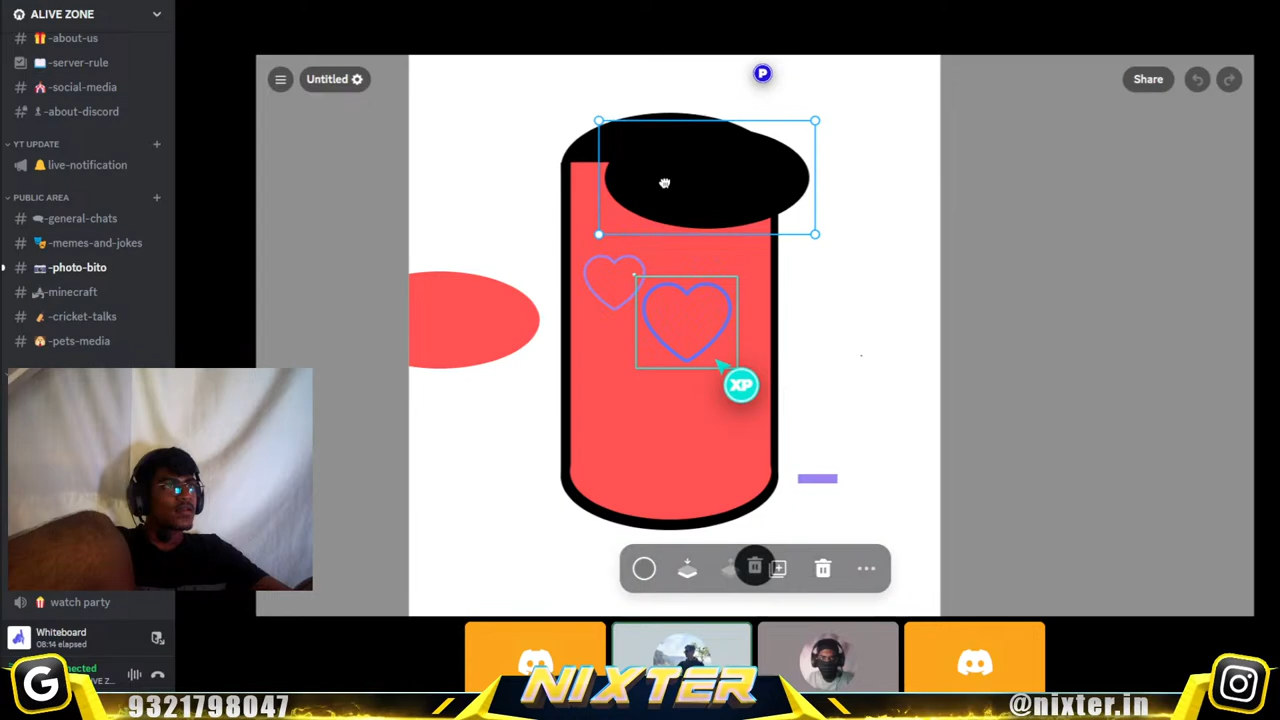 ALIVE ZONE
-about-us
-server-rule
-social-media
-about-discord
YT UPDATE
live-notification
PUBLIC AREA
-general-chats
-memes-and-jokes
-photo-bito
-minecraft
-cricket-talks
-pets-media
watch party
Whiteboard
08:14 elapsed
Untitled
Share
P
XP
G
9321798047
NIXTER
@nixter.in